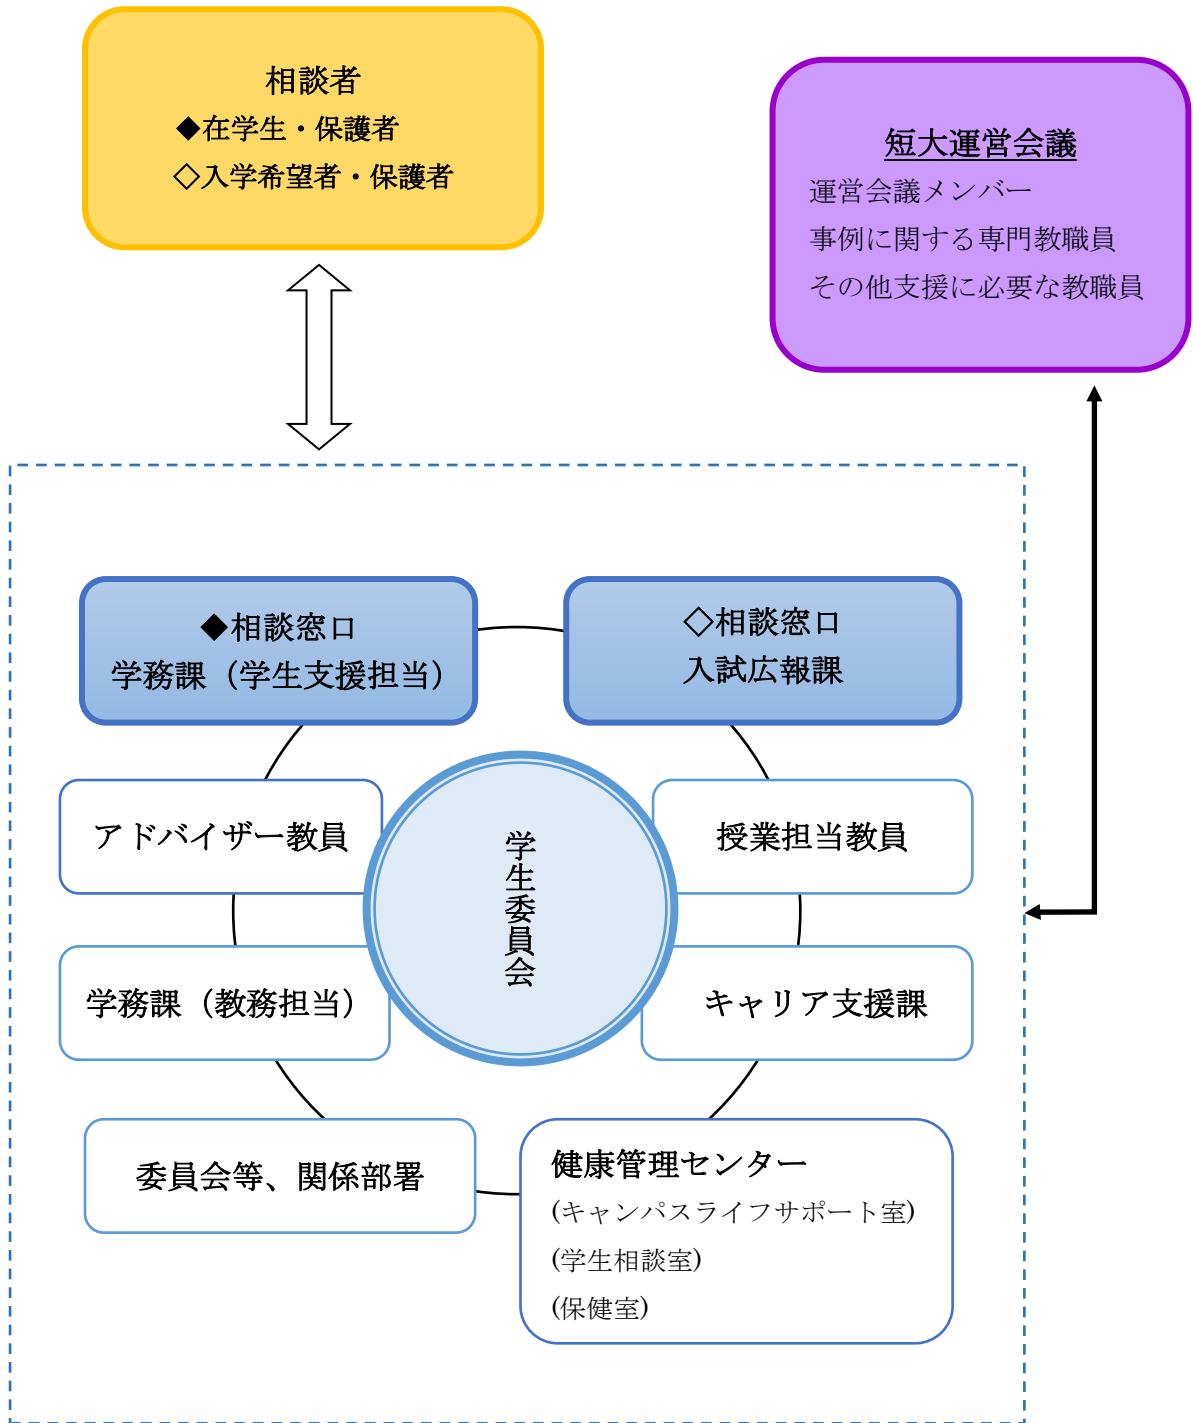 相談者
◆在学生・保護者
◇入学希望者・保護者
短大運営会議
運営会議メンバー
事例に関する専門教職員
その他支援に必要な教職員
◆相談窓口
学務課（学生支援担当）
◇相談窓口
入試広報課
アドバイザー教員
学生委員会
授業担当教員
学務課（教務担当）
キャリア支援課
委員会等、関係部署
健康管理センター
(キャンパスライフサポート室)
(学生相談室)
(保健室)